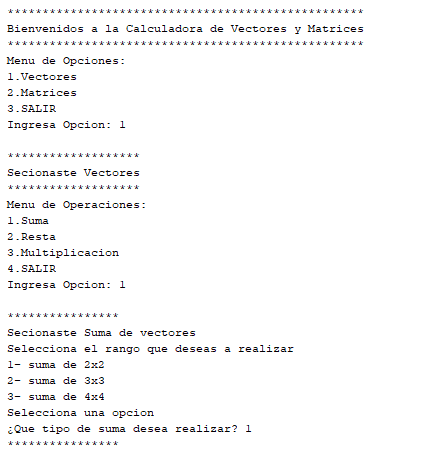 ***************************************************
Bienvenidos a la Calculadora de Vectores y Matrices
***************************************************
Menu de Opciones:
1.Vectores
2.Matrices
3.SALIR
Ingresa Opcion: 1
*******************
Secionaste Vectores
*******************
Menu de Operaciones:
1.Suma
2.Resta
3.Multiplicacion
4.SALIR
Ingresa Opcion: 1
****************
Secionaste Suma de vectores
Selecciona el rango que deseas a realizar
1- suma de 2x2
2- suma de 3x3
3- suma de 4x4
Selecciona una opcion
¿Que tipo de suma desea realizar? 1
****************